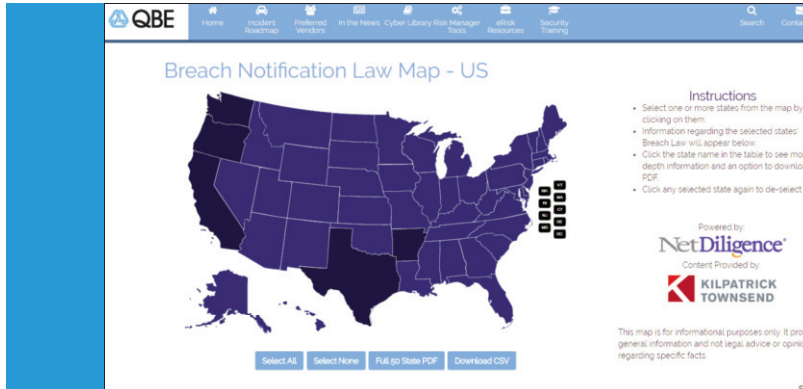 QBE
Home
Incident Roadmap
Preferred Vendors
In the News
Cyber Library
Risk Manager Tools
eRisk Resources
Security Training
Search
Conta
Breach Notification Law Map - US
Instructions
• Select one or more states from the map by
clicking on them.
• Information regarding the selected states'
Breach Law will appear below.
• Click the state name in the table to see mo
depth information and an option to downlo
PDF
• Click any selected state again to de-select
Powered by:
NetDiligence®
Content Provided by:
KILPATRICK
TOWNSEND
This map is for informational purposes only. It pro
general information and not legal advice or opinio
regarding specific facts.
Select All
Select None
Full 50 State PDF
Download CSV